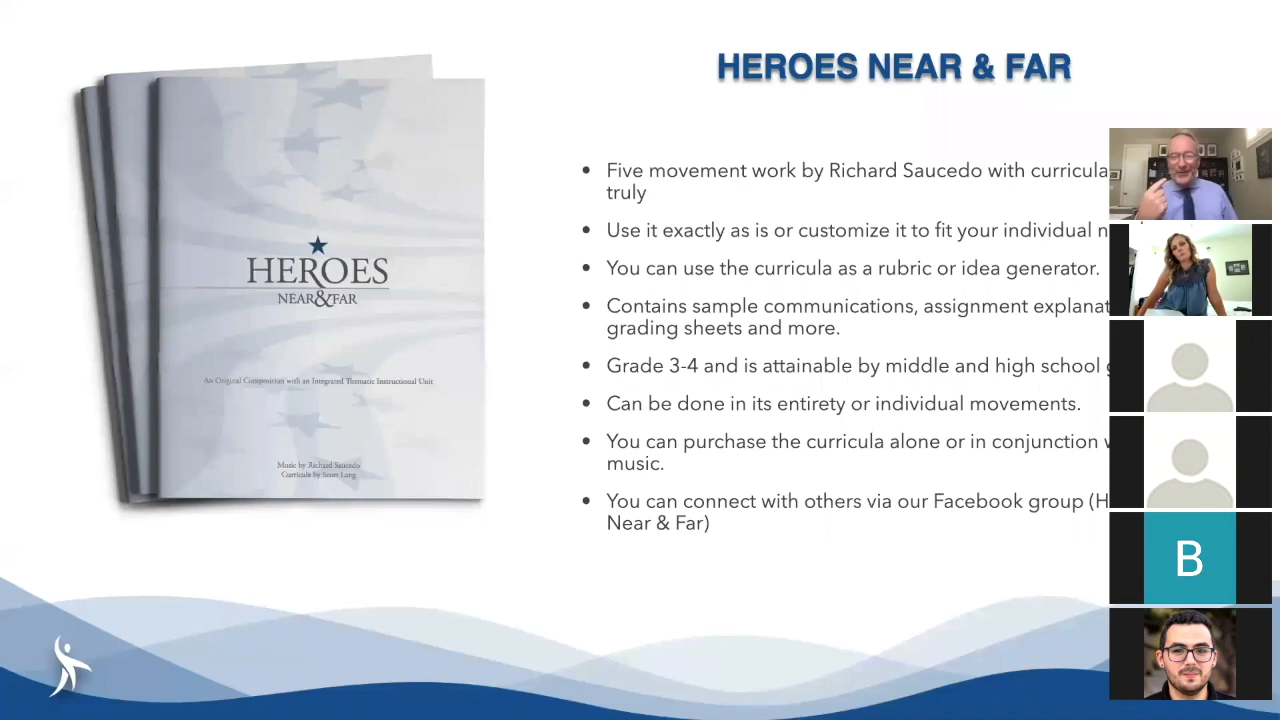 HEROES NEAR & FAR
Five movement work by Richard Saucedo with curricula
truly
Use it exactly as is or customize it to fit your individual
You can use the curricula as a rubric or idea generator.
Contains sample communications, assignment
grading sheets and more.
Grade 3-4 and is attainable by middle and high school
Can be done in its entirety or individual movements.
You can purchase the curricula alone or in conjunction
music.
You can connect with others via our Facebook group
Near & Far)
HEROES
NEAR&FAR
An Original Composition with an Integrated Thematic Instructional Unit
Music by Richard Saucedo
Curricula by Scott Lang
B